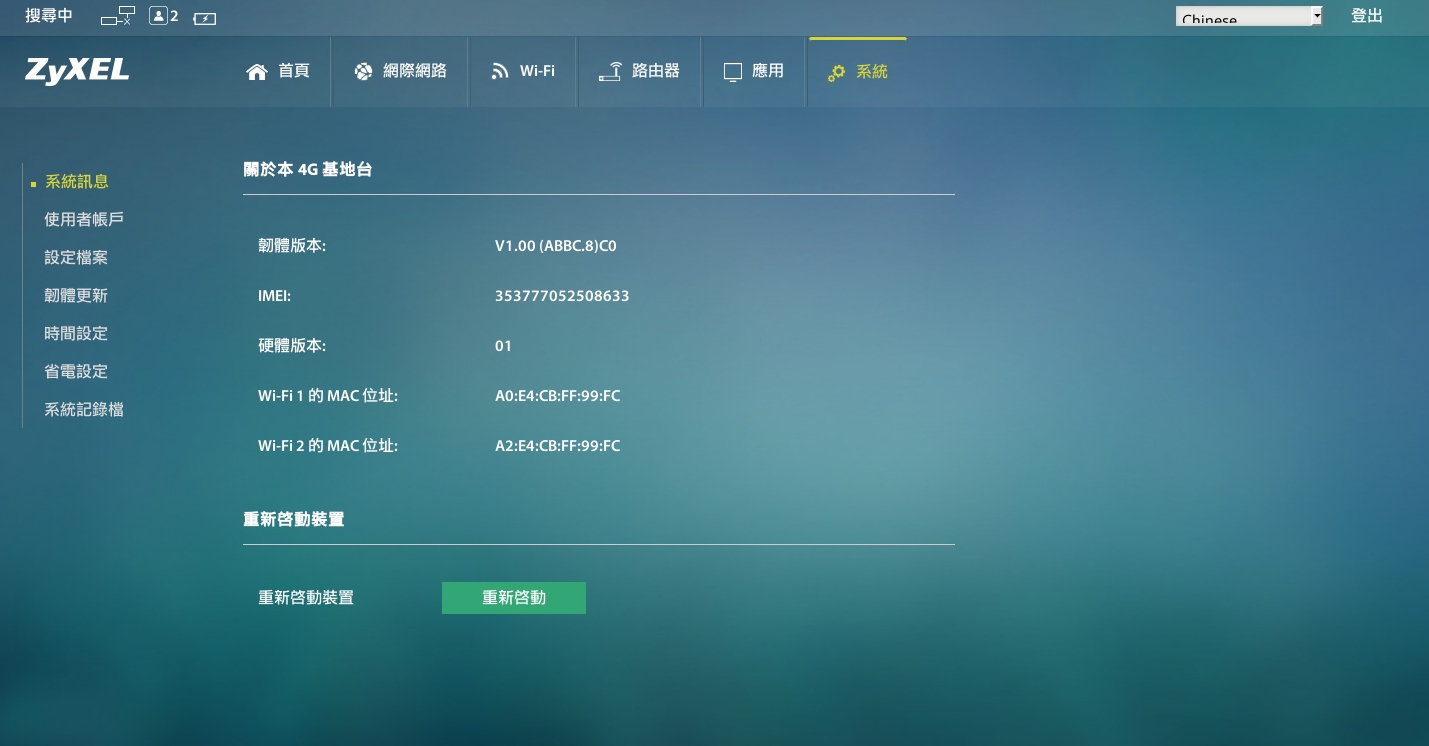 搜尋中 2 Chinese 登出
ZyXEL 首頁 網際網路 Wi-Fi 路由器 應用 系統
系統訊息
使用者帳戶
設定檔案
韌體更新
時間設定
省電設定
系統記錄檔
關於本 4G 基地台
韌體版本: V1.00 (ABBC.8)C0
IMEI: 353777052508633
硬體版本: 01
Wi-Fi 1 的 MAC 位址: A0:E4:CB:FF:99:FC
Wi-Fi 2 的 MAC 位址: A2:E4:CB:FF:99:FC
重新啓動裝置
重新啓動裝置 重新啓動